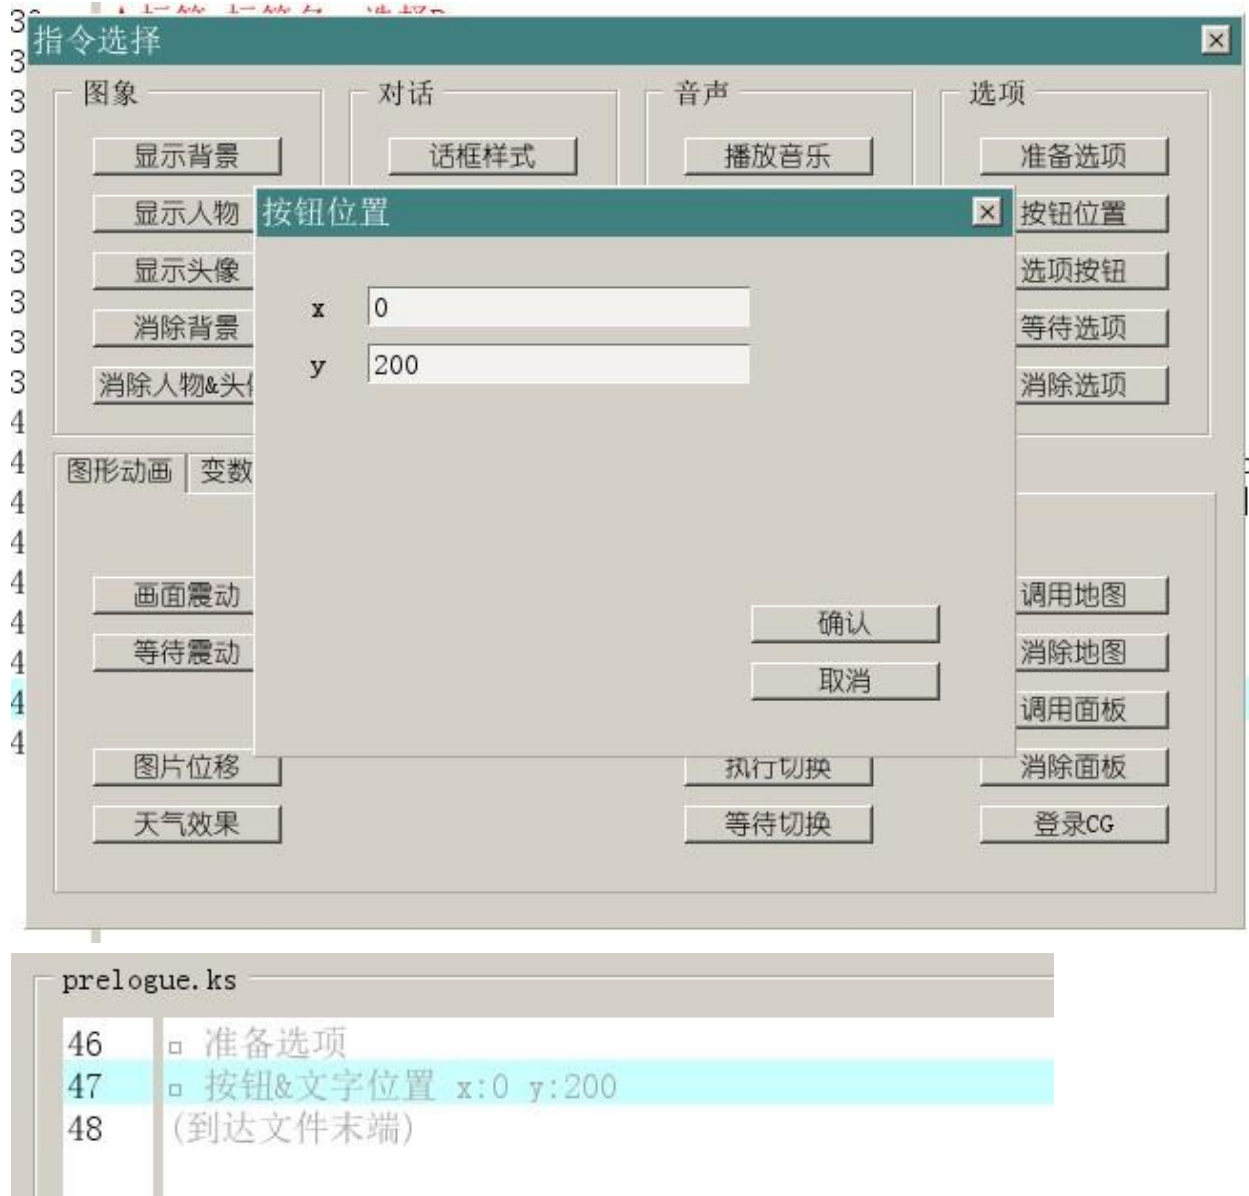 指令选择
图象 对话 音声 选项
显示背景 话框样式 播放音乐 准备选项
显示人物 按钮位置 按钮位置
显示头像 选项按钮
x 0
消除背景 等待选项
y 200
消除人物&头 消除选项
图形动画 变数
画面震动 调用地图
确认
等待震动 消除地图
取消
调用面板
图片位移 执行切换 消除面板
天气效果 等待切换 登录CG
prelogue.ks
46 准备选项
47 按钮&文字位置 x:0 y:200
48 (到达文件末端)